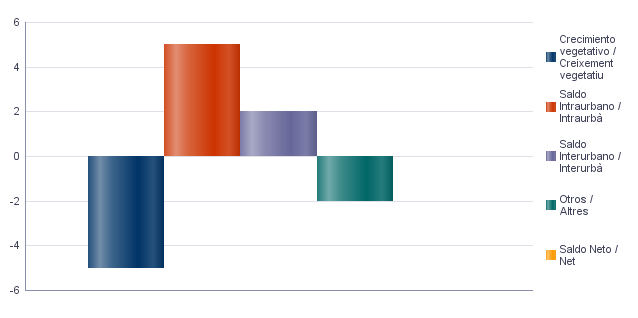 6
4
2
0
-2
-4
-6
Crecimiento
vegetativo /
Creixement
vegetatiu
Saldo
Intraurbano /
Intraurbà
Saldo
Interurbano /
Interurbà
Otros /
Altres
Saldo Neto /
Net